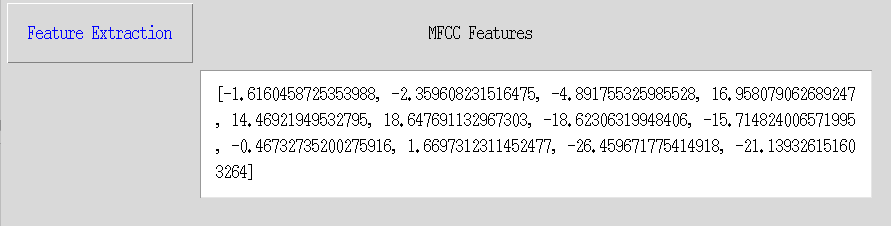 Feature Extraction
MFCC Features
[-1.6160458725353988, -2.359608231516475, -4.891755325985528, 16.958079062689247
, 14.46921949532795, 18.647691132967303, -18.62306319948406, -15.714824006571995
, -0.46732735200275916, 1.6697312311452477, -26.459671775414918, -21.13932615160
3264]